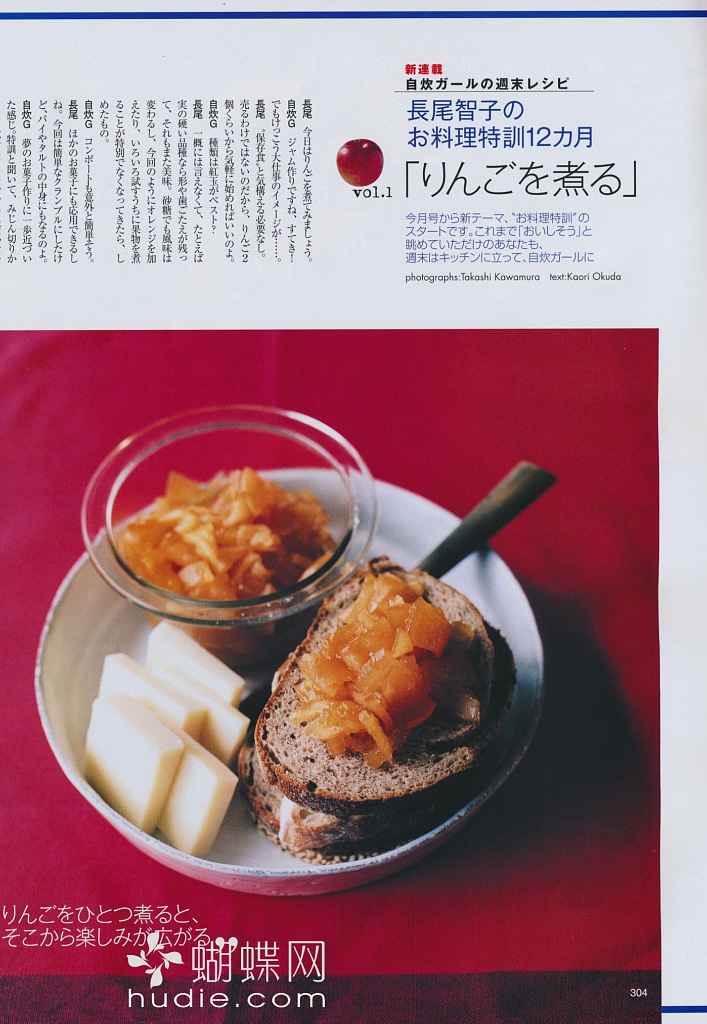 新連載
自炊ガールの週末レシピ
長尾智子の
お料理特訓12カ月
vol.1
「りんごを煮る」
今月号から新テーマ、“お料理特訓”の
スタートです。これまで「おいしそう」と
眺めていただけのあなたも、
週末はキッチンに立って、自炊ガールに
photographs:Takashi Kawamura text:Kaori Okuda
長尾 今日はりんごを煮てみましょう。
自炊G ジャム作りですね、すてき!
でもけっこう大仕事のイメージが……。
長尾 “保存食”と気構える必要なし。
売るわけではないのだから、りんご2
個くらいから気軽に始めればいいのよ。
自炊G 種類は紅玉がベスト?
長尾 一概には言えなくて、たとえば
実の硬い品種なら形や歯ごたえが残っ
て、それもまた美味。砂糖でも風味は
変わるし、今回のようにオレンジを加
えたり、いろいろ試すうちに果物を煮
ることが特別でなくなってきたら、し
めたもの。
自炊G コンポートも意外と簡単そう。
長尾 ほかのお菓子にも応用できるし
ね。今回は簡単なクランブルにしたけ
ど、パイやタルトの中身にもなるのよ。
自炊G 夢のお菓子作りに一歩近づい
た感じ。特訓と聞いて、みじん切りか
りんごをひとつ煮ると、
そこから楽しみが広がる。
蝴蝶网
hudie.com
304